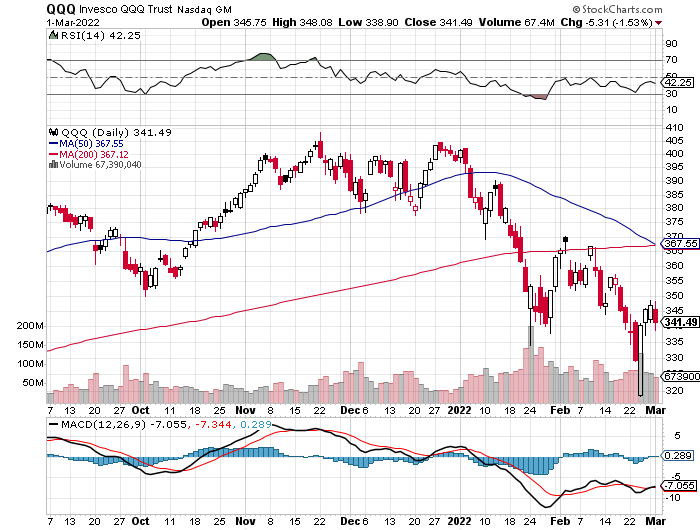 QQQ Invesco QQQ Trust Nasdaq GM © StockCharts.com
1-Mar-2022 Open 345.75 High 348.08 Low 338.90 Close 341.49 Volume 67.4M Chg -5.31 (-1.53%)
RSI(14) 42.25
90
70
50
42.25
30
10
QQQ (Daily) 341.49
MA(50) 367.55
MA(200) 367.12
Volume 67,390,040
405
400
395
390
385
380
375
370
367.55
360
355
350
345
341.49
335
330
320
200M
150M
100M
50M
673900
7 13 20 27 Oct 11 18 25 Nov 8 15 22 Dec 6 13 20 27 2022 10 18 24 Feb 7 14 22 Mar
MACD(12,26,9) -7.055, -7.344, 0.289
5
0.289
-5
-7.055
-10
7 13 20 27 Oct 11 18 25 Nov 8 15 22 Dec 6 13 20 27 2022 10 18 24 Feb 7 14 22 Mar